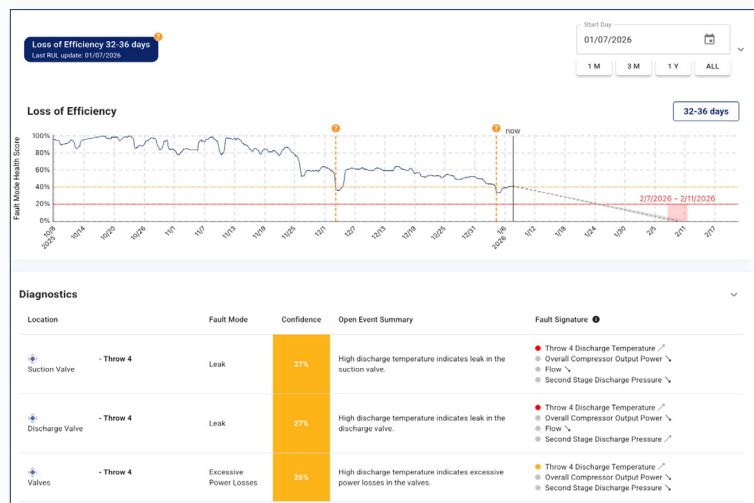 Loss of Efficiency 32-36 days
Last RUL update: 01/07/2026
?
Start Day
01/07/2026
1 M
3 M
1 Y
ALL
Loss of Efficiency
32-36 days
Fault Mode Health Score
100%
80%
60%
40%
20%
0%
?
?
now
2/7/2026 - 2/11/2026
10/8
2025
10/14
10/20
10/26
11/1
11/7
11/13
11/19
11/25
12/1
12/7
12/13
12/19
12/25
12/31
1/6
2026
1/12
1/18
1/24
1/30
2/5
2/11
2/17
Diagnostics
Location
Fault Mode
Confidence
Open Event Summary
Fault Signature
Suction Valve
- Throw 4
Leak
27%
High discharge temperature indicates leak in the
suction valve.
Throw 4 Discharge Temperature ↗
Overall Compressor Output Power ↘
Flow ↘
Second Stage Discharge Pressure ↘
Discharge Valve
- Throw 4
Leak
27%
High discharge temperature indicates leak in the
discharge valve.
Throw 4 Discharge Temperature ↗
Overall Compressor Output Power ↘
Flow ↘
Second Stage Discharge Pressure ↗
Valves
- Throw 4
Excessive
Power Losses
26%
High discharge temperature indicates excessive
power losses in the valves.
Throw 4 Discharge Temperature ↗
Overall Compressor Output Power ↘
Second Stage Discharge Pressure ↘